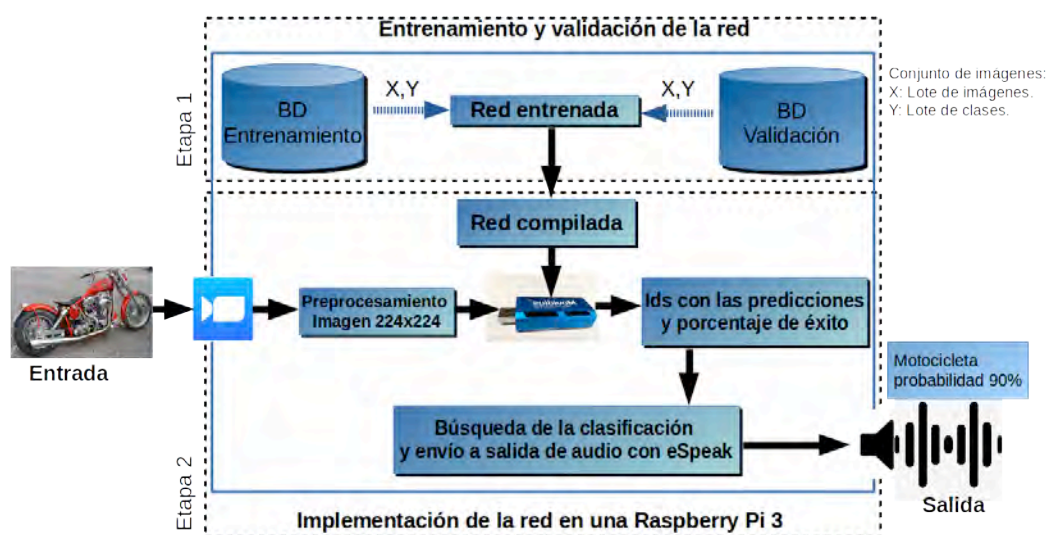 Entrenamiento y validación de la red
Etapa 1
BD
Entrenamiento
X,Y
Red entrenada
X,Y
BD
Validación
Conjunto de imágenes:
X: Lote de imágenes.
Y: Lote de clases.
Red compilada
Entrada
Preprocesamiento
Imagen 224x224
Ids con las predicciones
y porcentaje de éxito
Búsqueda de la clasificación
y envío a salida de audio con eSpeak
Motocicleta
probabilidad 90%
Salida
Etapa 2
Implementación de la red en una Raspberry Pi 3